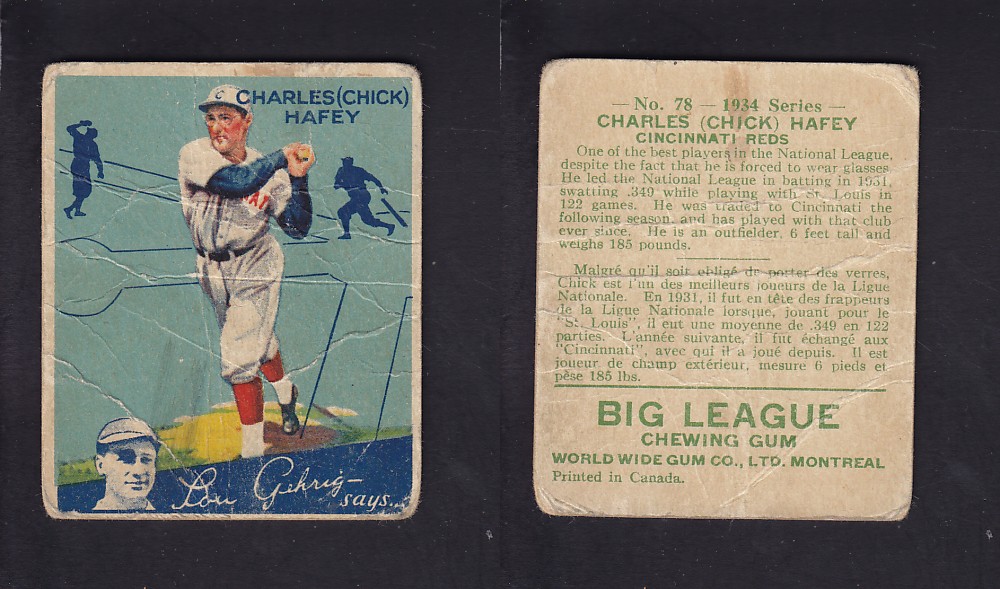 C
CHARLES (CHICK)
HAFEY
Lou Gehrig—
says..
— No. 78 — 1934 Series —
CHARLES (CHICK) HAFEY
CINCINNATI REDS
One of the best players in the National League,
despite the fact that he is forced to wear glasses.
He led the National League in batting in 1931,
swatting .349 while playing with St. Louis in
122 games. He was traded to Cincinnati the
following season, and has played with that club
ever since. He is an outfielder, 6 feet tall and
weighs 185 pounds.
Malgré qu'il soit obligé de porter des verres,
Chick est l'un des meilleurs joueurs de la Ligue
Nationale. En 1931, il fut en tête des frappeurs
de la Ligue Nationale lorsque, jouant pour le
"St. Louis", il eut une moyenne de .349 en 122
parties. L'année suivante, il fut échangé aux
"Cincinnati", avec qui il a joué depuis. Il est
joueur de champ extérieur, mesure 6 pieds et
pèse 185 lbs.
BIG LEAGUE
CHEWING GUM
WORLD WIDE GUM CO., LTD. MONTREAL
Printed in Canada.